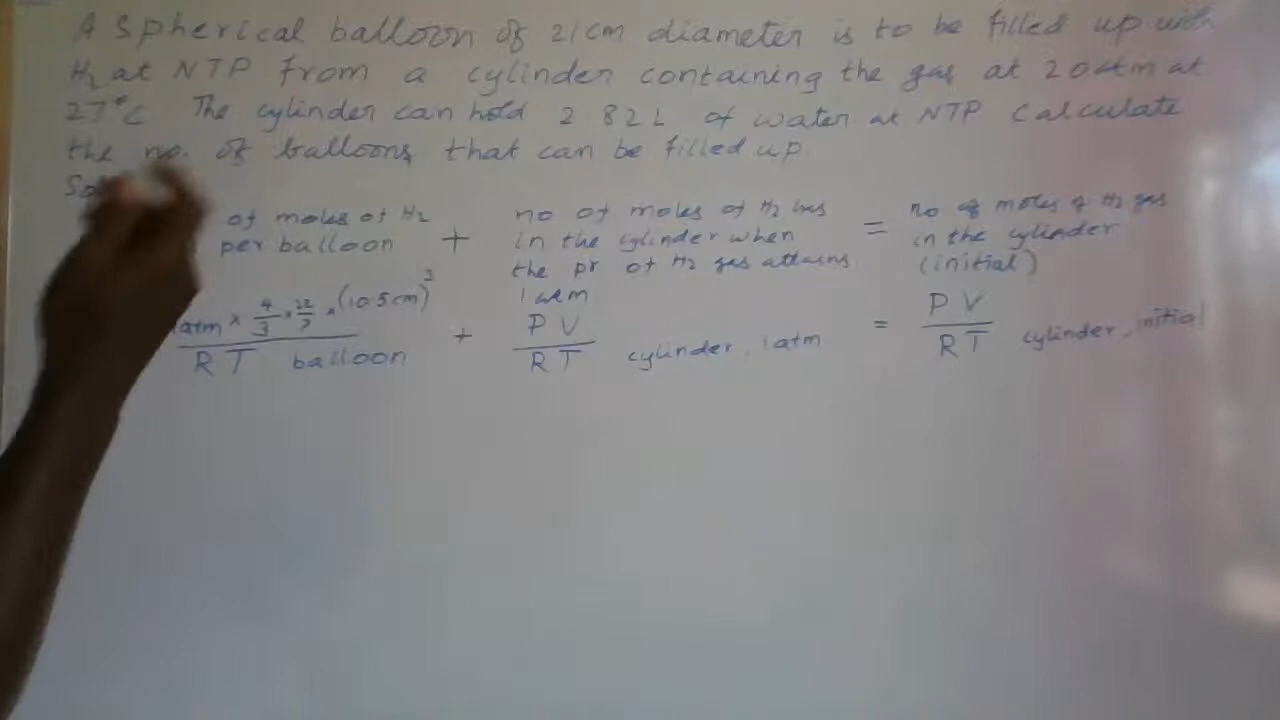 A Spherical balloon of 21cm diameter is to be filled up with
H2 at NTP from a cylinder containing the gas at 20atm at
27°C The cylinder can hold 2 82L of water at NTP Calculate
the no. of balloons that can be filled up
of moles of H2
per balloon
+
no of moles of H2 gas
in the cylinder when
the pr of H2 gas attains
1 atm
=
no of moles of H2 gas
in the cylinder
(initial)
atm × 4/3 × 22/7 × (10.5cm)³
RT balloon
+
PV
RT cylinder, 1atm
=
PV
RT cylinder, initial